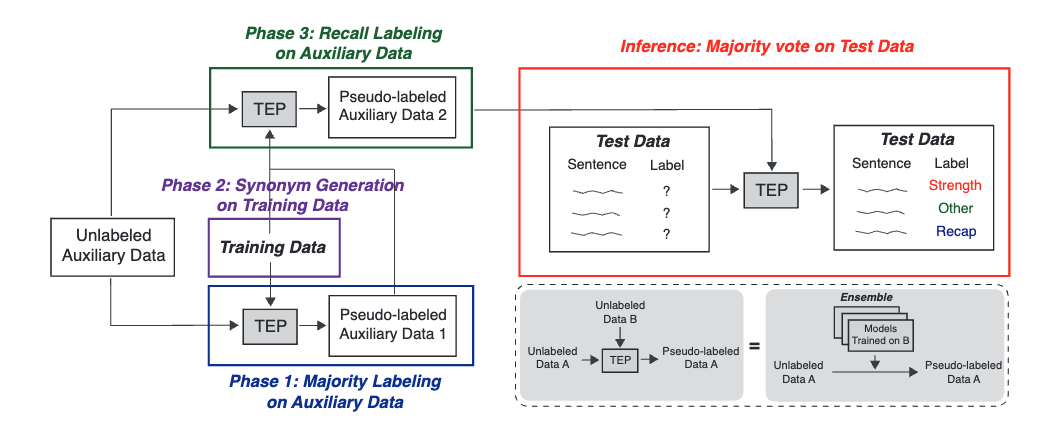 Phase 3: Recall Labeling
on Auxiliary Data
TEP
Pseudo-labeled
Auxiliary Data 2
Phase 2: Synonym Generation
on Training Data
Training Data
Unlabeled
Auxiliary Data
TEP
Pseudo-labeled
Auxiliary Data 1
Phase 1: Majority Labeling
on Auxiliary Data
Inference: Majority vote on Test Data
Test Data
Sentence Label
?
?
?
TEP
Test Data
Sentence Label
Strength
Other
Recap
Unlabeled
Data B
Unlabeled
Data A
TEP
Pseudo-labeled
Data A
=
Ensemble
Models
Trained on B
Unlabeled
Data A
Pseudo-labeled
Data A